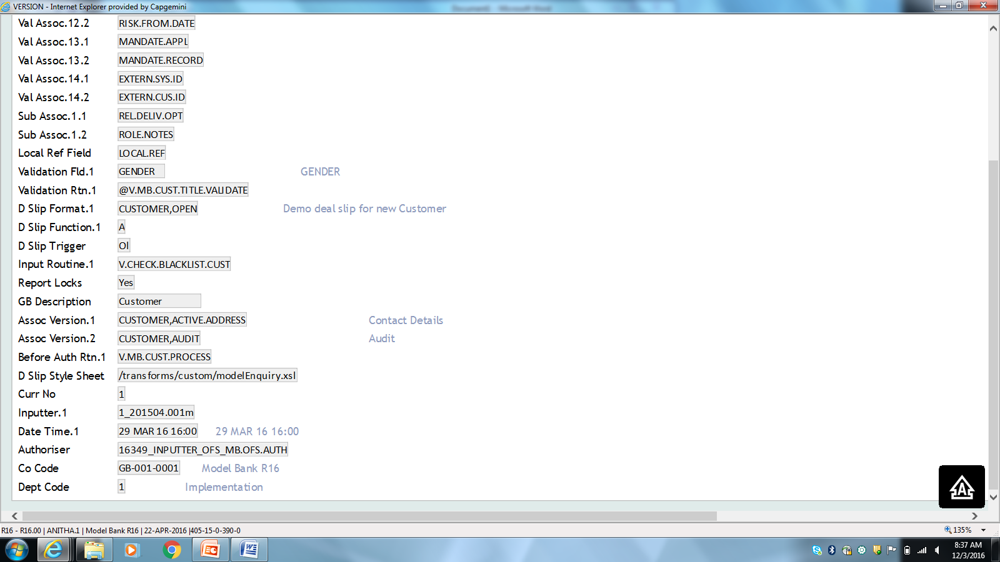 VERSION - Internet Explorer provided by Capgemini
Val Assoc.12.2 RISK.FROM.DATE
Val Assoc.13.1 MANDATE.APPL
Val Assoc.13.2 MANDATE.RECORD
Val Assoc.14.1 EXTERN.SYS.ID
Val Assoc.14.2 EXTERN.CUS.ID
Sub Assoc.1.1 REL.DELIV.OPT
Sub Assoc.1.2 ROLE.NOTES
Local Ref Field LOCAL.REF
Validation Fld.1 GENDER GENDER
Validation Rtn.1 @V.MB.CUST.TITLE.VALIDATE
D Slip Format.1 CUSTOMER,OPEN Demo deal slip for new Customer
D Slip Function.1 A
D Slip Trigger OI
Input Routine.1 V.CHECK.BLACKLIST.CUST
Report Locks Yes
GB Description Customer
Assoc Version.1 CUSTOMER,ACTIVE.ADDRESS Contact Details
Assoc Version.2 CUSTOMER,AUDIT Audit
Before Auth Rtn.1 V.MB.CUST.PROCESS
D Slip Style Sheet /transforms/custom/modelEnquiry.xsl
Curr No 1
Inputter.1 1_201504.001m
Date Time.1 29 MAR 16 16:00 29 MAR 16 16:00
Authoriser 16349_INPUTTER_OFS_MB.OFS.AUTH
Co Code GB-001-0001 Model Bank R16
Dept Code 1 Implementation
A
R16 - R16.00 | ANITHA.1 | Model Bank R16 | 22-APR-2016 |405-15-0-390-0
135%
8:37 AM
12/3/2016